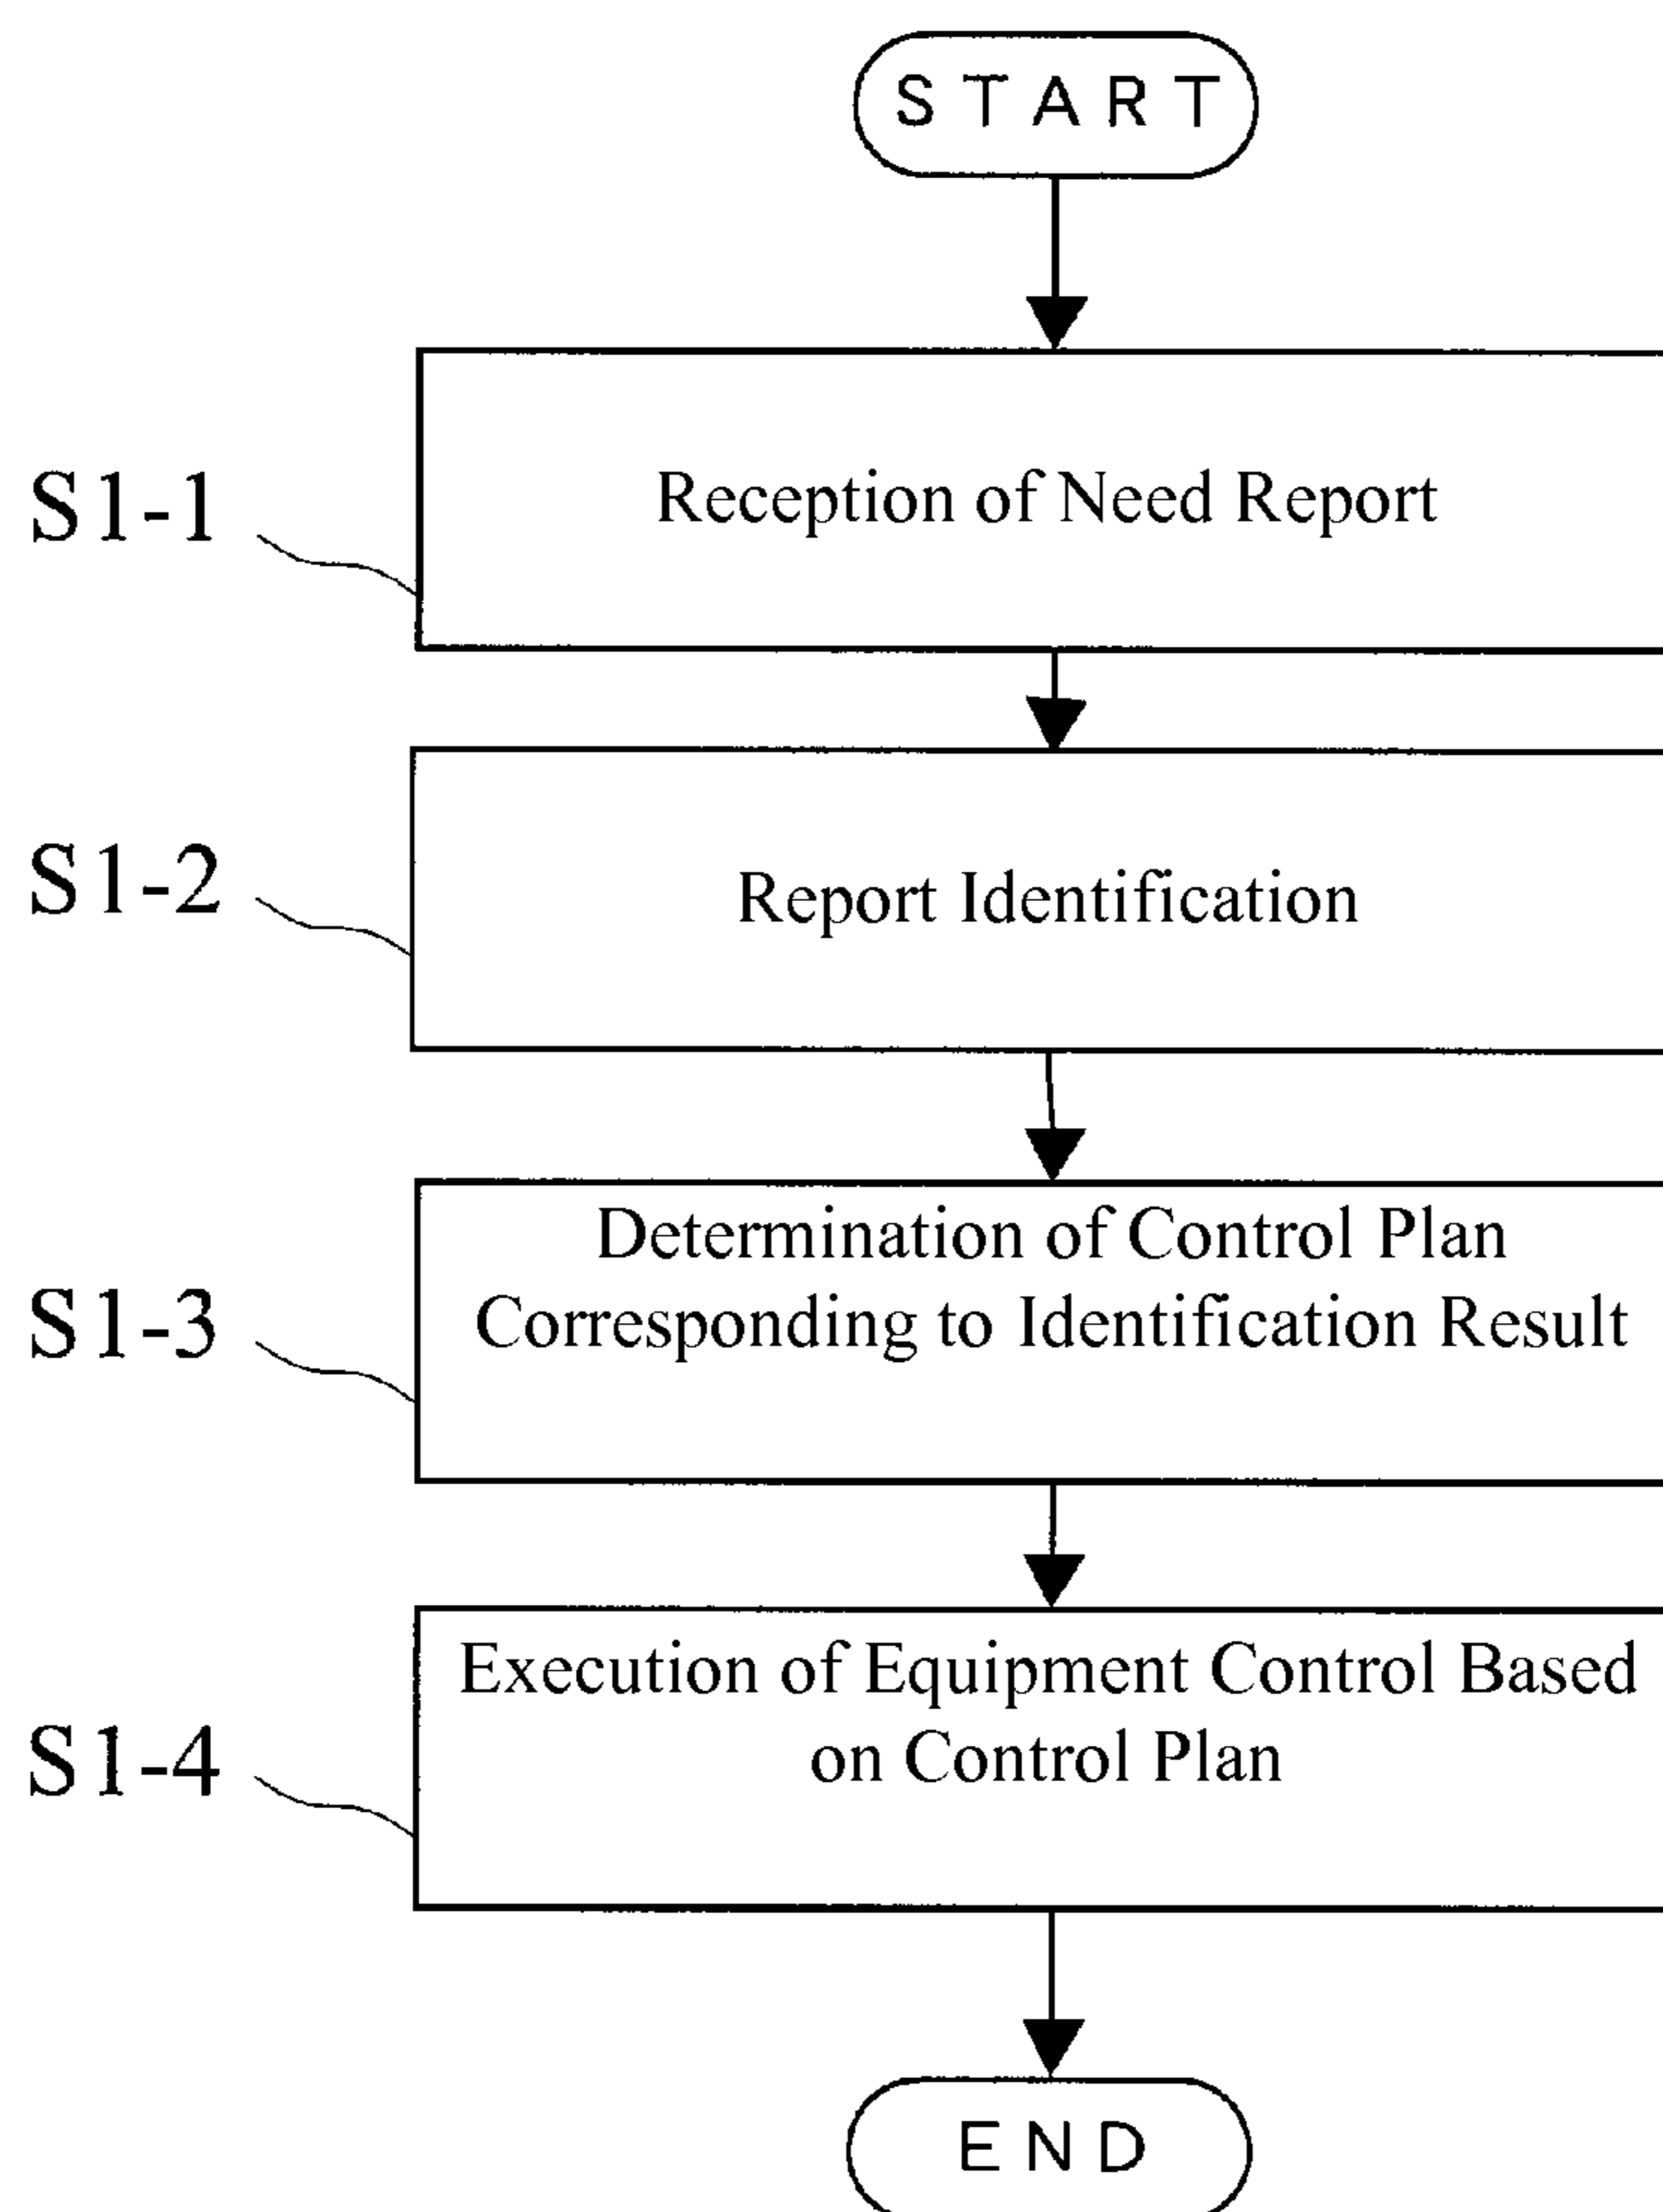 START
S1-1
Reception of Need Report
S1-2
Report Identification
S1-3
Determination of Control Plan
Corresponding to Identification Result
S1-4
Execution of Equipment Control Based
on Control Plan
END